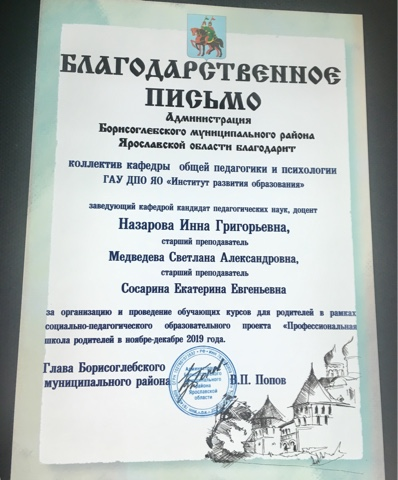 БЛАГОДАРСТВЕННОЕ
ПИСЬМО
Администрация
Борисоглебского муниципального района
Ярославской области благодарит
коллектив кафедры общей педагогики и психологии
ГАУ ДПО ЯО «Институт развития образования»
заведующий кафедрой кандидат педагогических наук, доцент
Назарова Инна Григорьевна,
старший преподаватель
Медведева Светлана Александровна,
старший преподаватель
Сосарина Екатерина Евгеньевна
за организацию и проведение обучающих курсов для родителей в рамках
социально-педагогического образовательного проекта «Профессиональная
школа родителей в ноябре-декабре 2019 года.
Глава Борисоглебского
муниципального района В.П. Попов
района
Ярославской
области